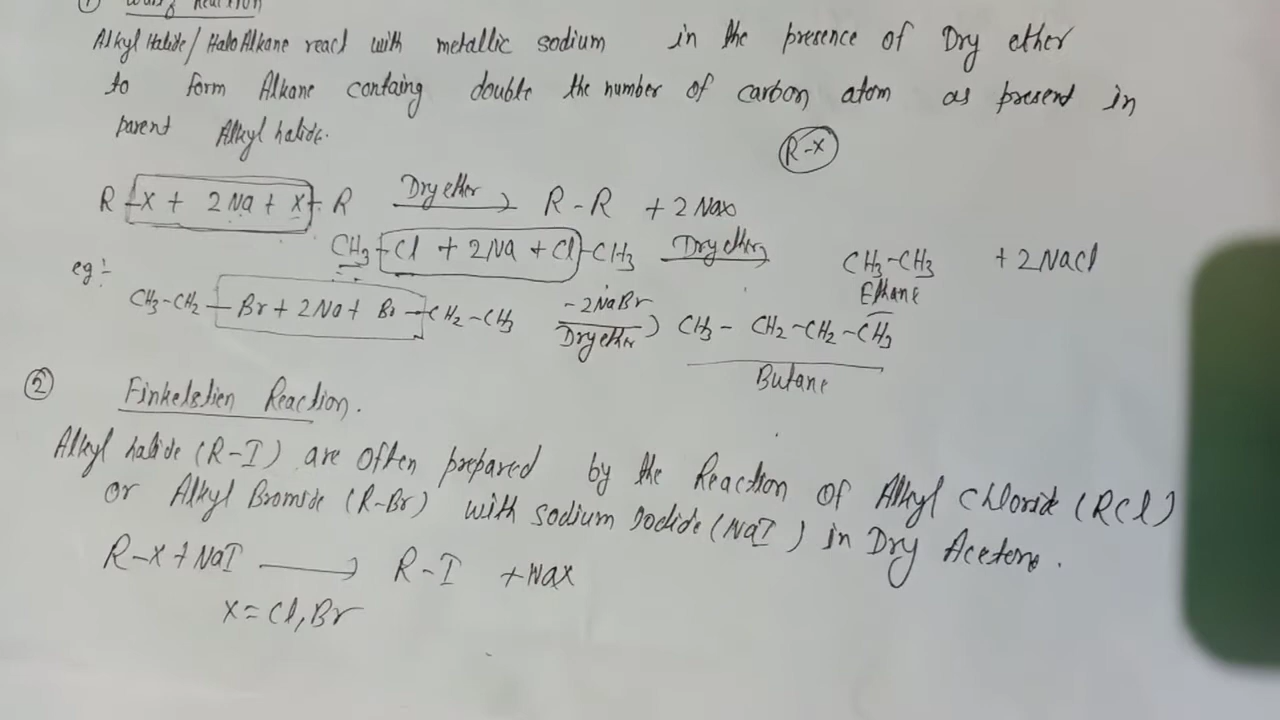 ① Wurtz Reaction
Alkyl Halide/HaloAlkane react with metallic sodium in the presence of Dry ether
to form Alkane containg double the number of carbon atom as present in
parent Alkyl halide.
R-X
R-X + 2Na + X-R Dry ether → R-R + 2Nax
CH3-Cl + 2Na + Cl-CH3 Dry ether → CH3-CH3 + 2NaCl
Ethane
eg:-
CH3-CH2-Br + 2Na + Br-CH2-CH3 -2NaBr Dry ether → CH3-CH2-CH2-CH3
Butane
② Finkelstien Reaction.
Alkyl halide (R-I) are often prepared by the Reaction of Alkyl Chloride (RCl)
or Alkyl Bromide (R-Br) with sodium Iodide (NaI) in Dry Acetone.
R-X + NaI → R-I + Nax
X = Cl, Br